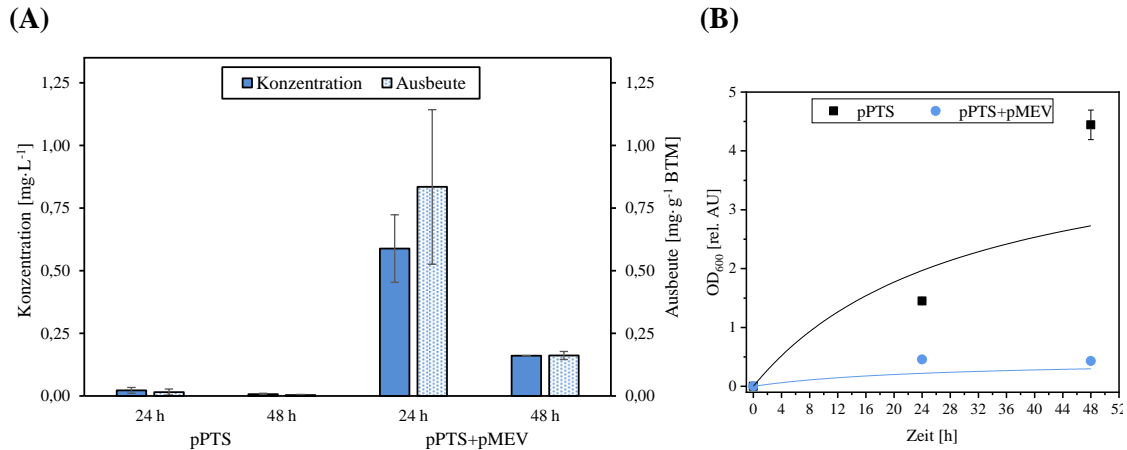 (A)
Konzentration Ausbeute
1,25
1,00
0,75
0,50
0,25
0,00
Konzentration [mg·L⁻¹]
1,25
1,00
0,75
0,50
0,25
0,00
Ausbeute [mg·g⁻¹ BTM]
24 h 48 h 24 h 48 h
pPTS pPTS+pMEV
(B)
pPTS pPTS+pMEV
5
4
3
2
1
0
OD₆₀₀ [rel. AU]
0 4 8 12 16 20 24 28 32 36 40 44 48 52
Zeit [h]